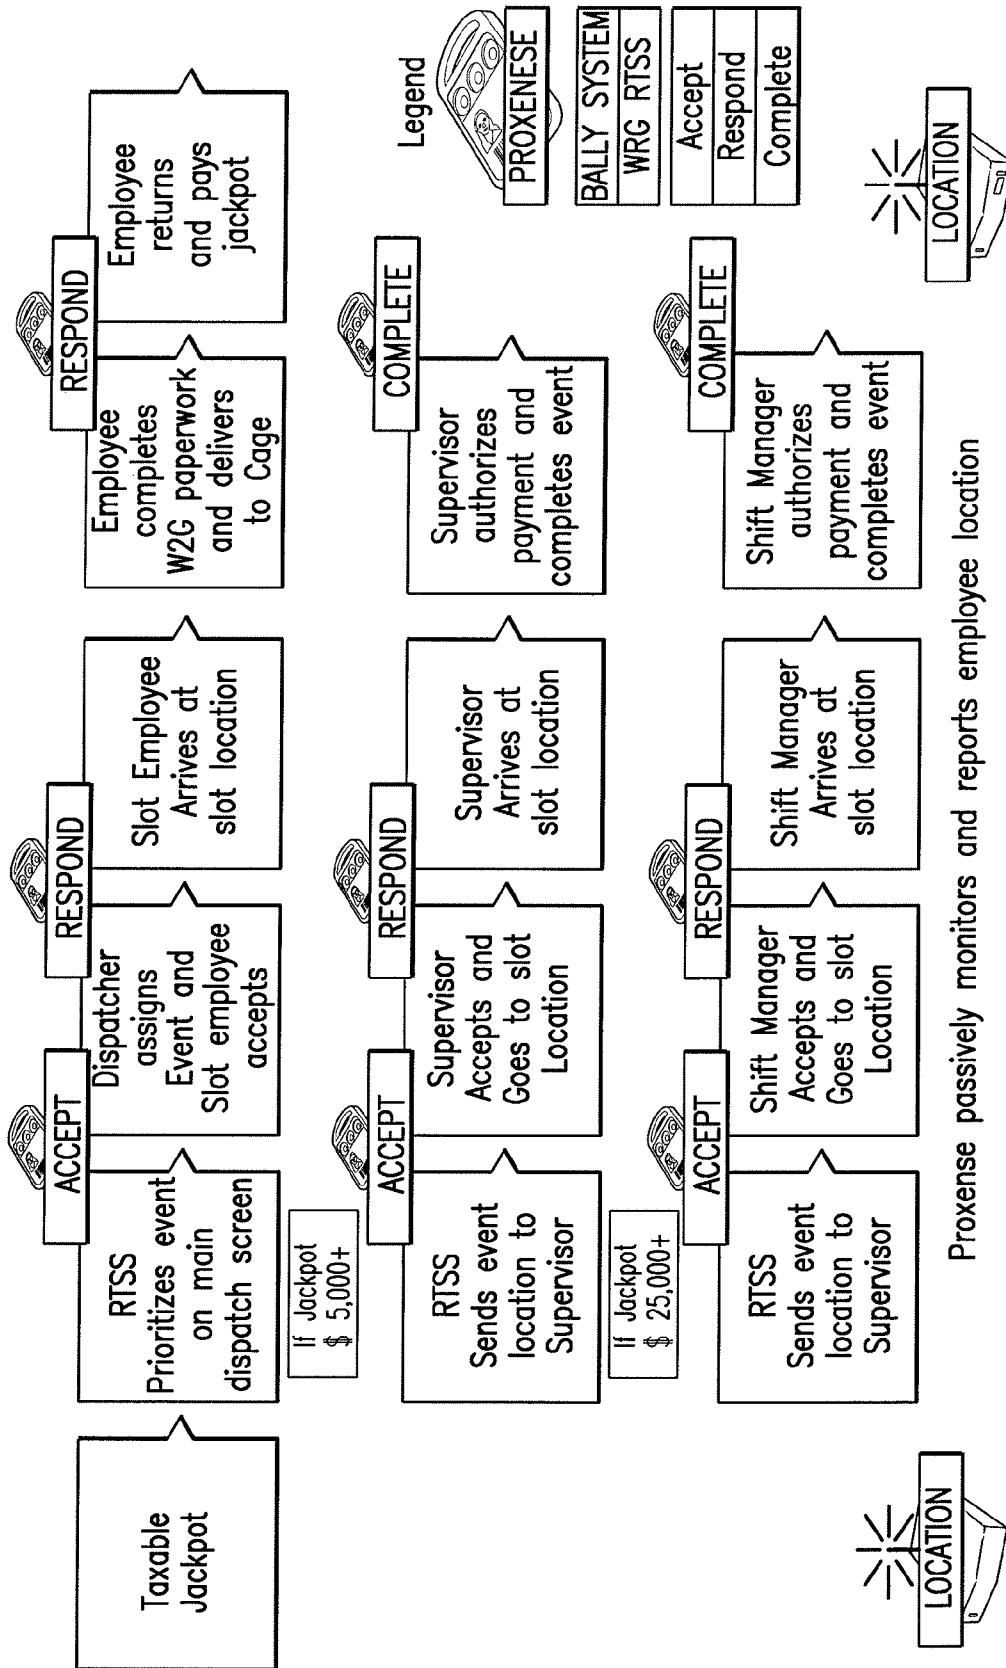 Taxable
Jackpot
RTSS
Prioritizes event
on main
dispatch screen
ACCEPT
Dispatcher
assigns
Event and
Slot employee
accepts
RESPOND
Slot Employee
Arrives at
slot location
Employee
completes
W2G paperwork
and delivers
to Cage
RESPOND
Employee
returns
and pays
jackpot
If Jackpot
$ 5,000+
RTSS
Sends event
location to
Supervisor
ACCEPT
Supervisor
Accepts and
Goes to slot
Location
RESPOND
Supervisor
Arrives at
slot location
Supervisor
authorizes
payment and
completes event
COMPLETE
If Jackpot
$ 25,000+
RTSS
Sends event
location to
Supervisor
ACCEPT
Shift Manager
Accepts and
Goes to slot
Location
RESPOND
Shift Manager
Arrives at
slot location
Shift Manager
authorizes
payment and
completes event
COMPLETE
Legend
PROXENESE
BALLY SYSTEM
WRG RTSS
Accept
Respond
Complete
LOCATION
Proxense passively monitors and reports employee location
LOCATION